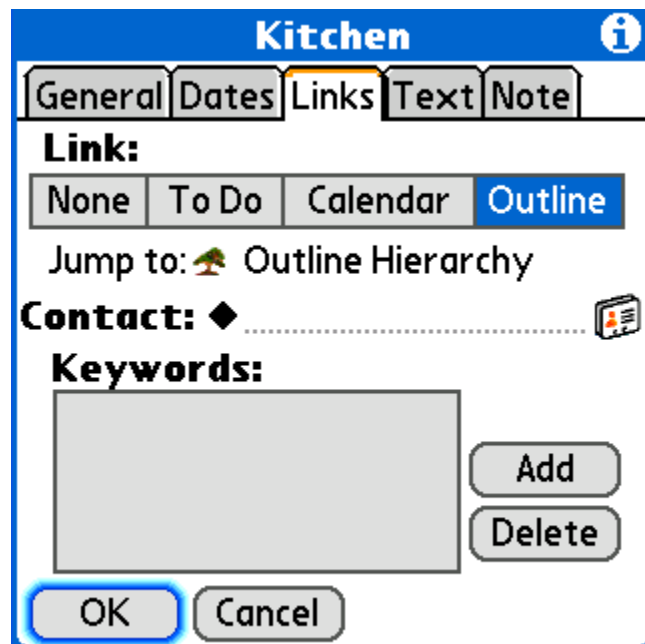 Kitchen
General Dates Links Text Note
Link:
None To Do Calendar Outline
Jump to: Outline Hierarchy
Contact:
Keywords:
Add
Delete
OK Cancel